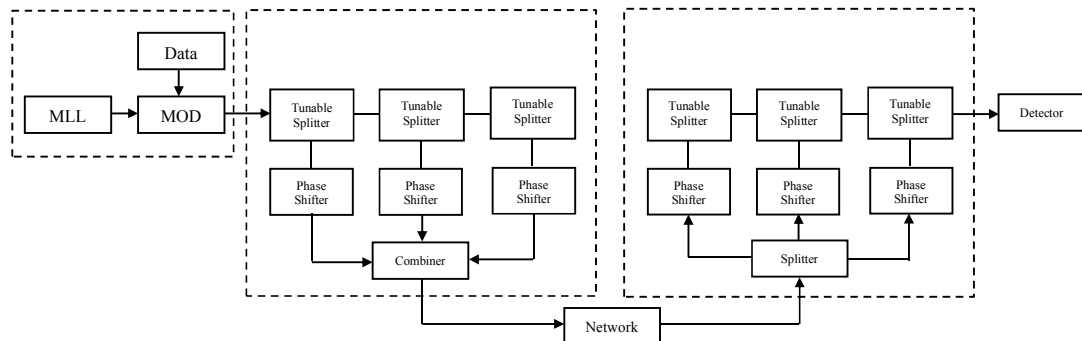 Data
MLL
MOD
Tunable
Splitter
Tunable
Splitter
Tunable
Splitter
Phase
Shifter
Phase
Shifter
Phase
Shifter
Combiner
Tunable
Splitter
Tunable
Splitter
Tunable
Splitter
Detector
Phase
Shifter
Phase
Shifter
Phase
Shifter
Splitter
Network